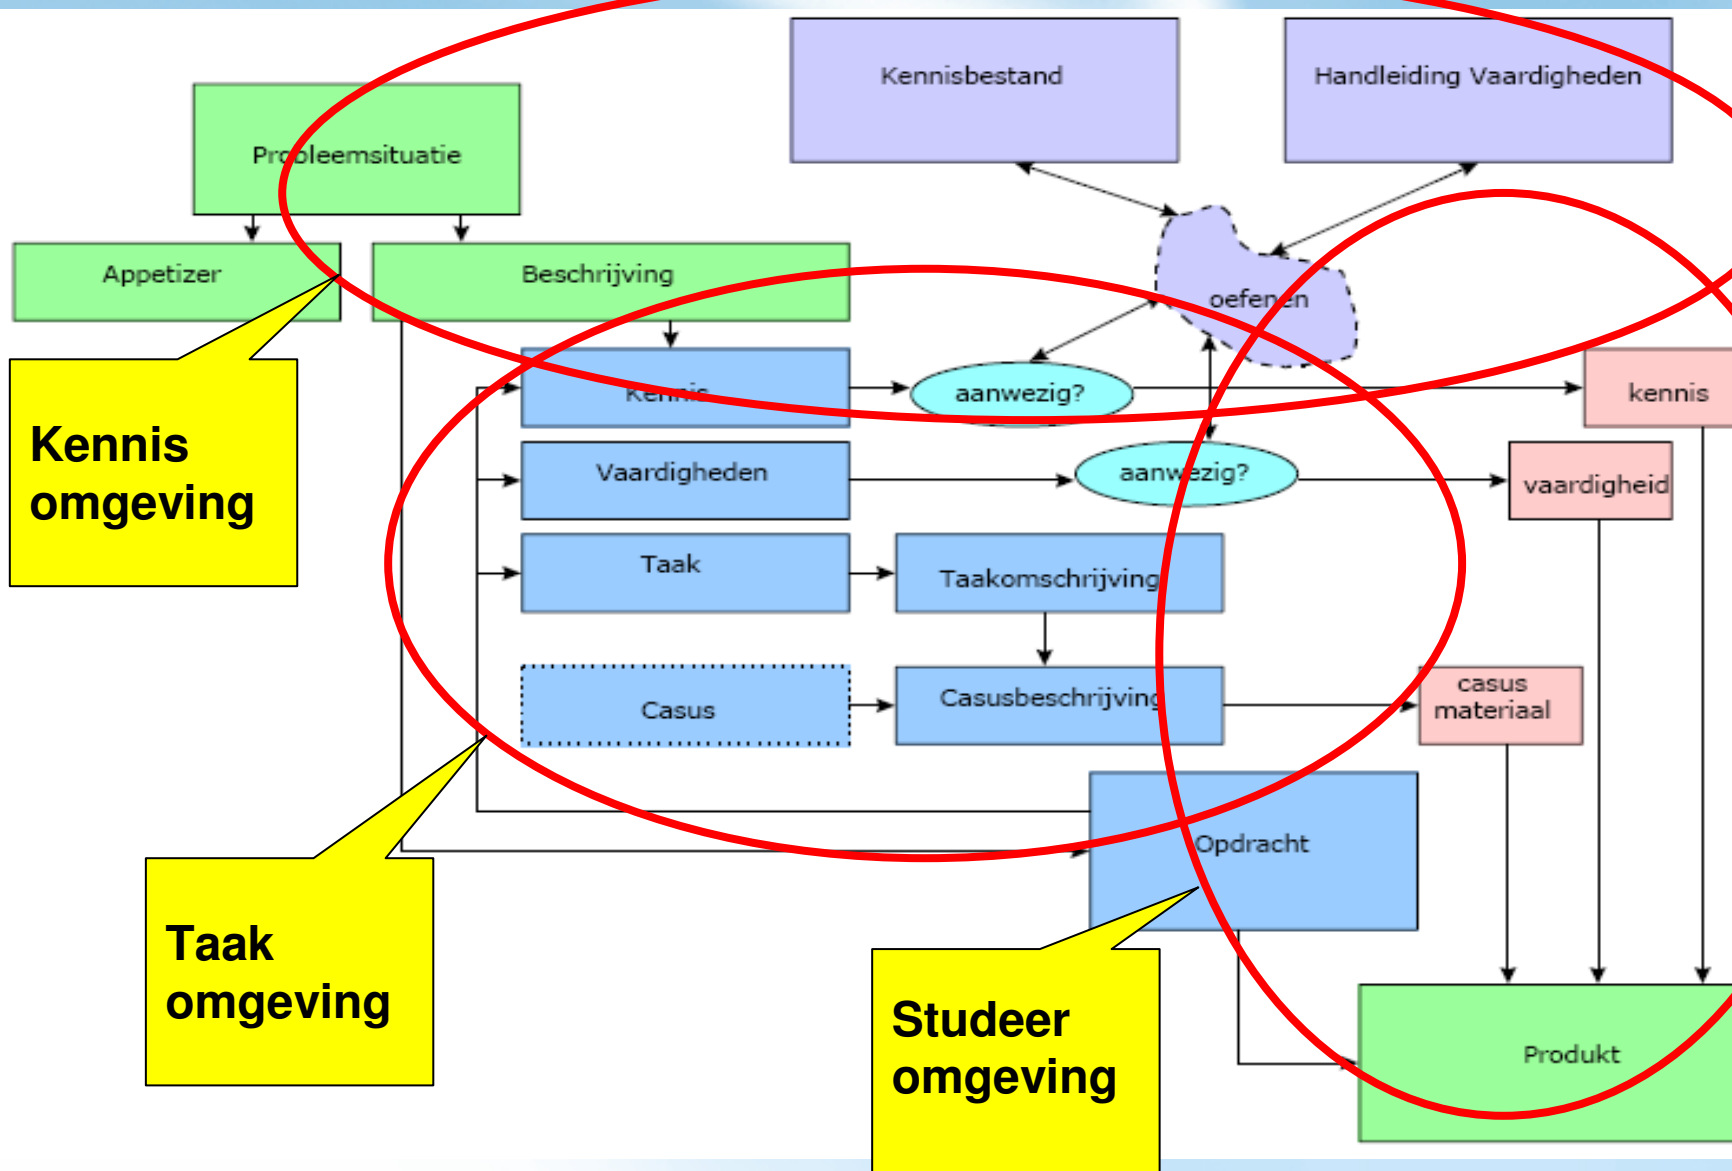 Kennisbestand
Handleiding Vaardigheden
Probleemsituatie
Appetizer
Beschrijving
oefenen
Kennis
aanwezig?
kennis
Kennis
omgeving
Vaardigheden
aanwezig?
vaardigheid
Taak
Taakomschrijving
Casus
Casusbeschrijving
casus
materiaal
Opdracht
Taak
omgeving
Studeer
omgeving
Produkt